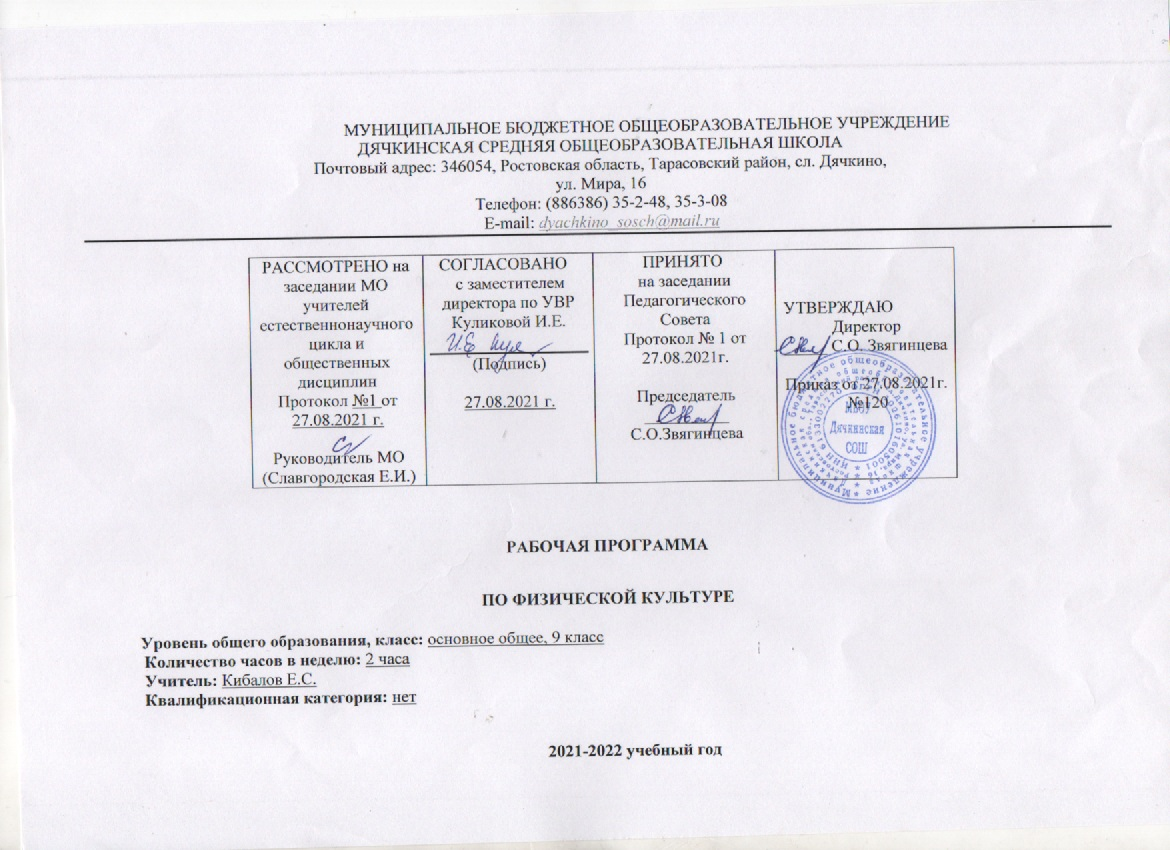 МУНИЦИПАЛЬНОЕ БЮДЖЕТНОЕ ОБЩЕОБРАЗОВАТЕЛЬНОЕ УЧРЕЖДЕНИЕ
ДЯЧКИНСКАЯ СРЕДНЯЯ ОБЩЕОБРАЗОВАТЕЛЬНАЯ ШКОЛА
Почтовый адрес: 346054, Ростовская область, Тарасовский район, сл. Дячкино,
ул. Мира, 16
Телефон: (886386) 35-2-48, 35-3-08
E-mail: dyachkino_sosch@mail.ru
РАССМОТРЕНО на
заседании МО
учителей
естественнонаучного
цикла и
общественных
дисциплин
Протокол №1 от
27.08.2021 г.
Руководитель МО
(Славгородская Е.И.)
СОГЛАСОВАНО
с заместителем
директора по УВР
Куликовой И.Е.
(Подпись)
27.08.2021 г.
ПРИНЯТО
на заседании
Педагогического
Совета
Протокол № 1 от
27.08.2021г.
Председатель
С.О.Звягинцева
УТВЕРЖДАЮ
Директор
С.О. Звягинцева
Приказ от 27.08.2021г.
№120
МБОУ
Дячкинская
СОШ
РАБОЧАЯ ПРОГРАММА
ПО ФИЗИЧЕСКОЙ КУЛЬТУРЕ
Уровень общего образования, класс: основное общее, 9 класс
Количество часов в неделю: 2 часа
Учитель: Кибалов Е.С.
Квалификационная категория: нет
2021-2022 учебный год